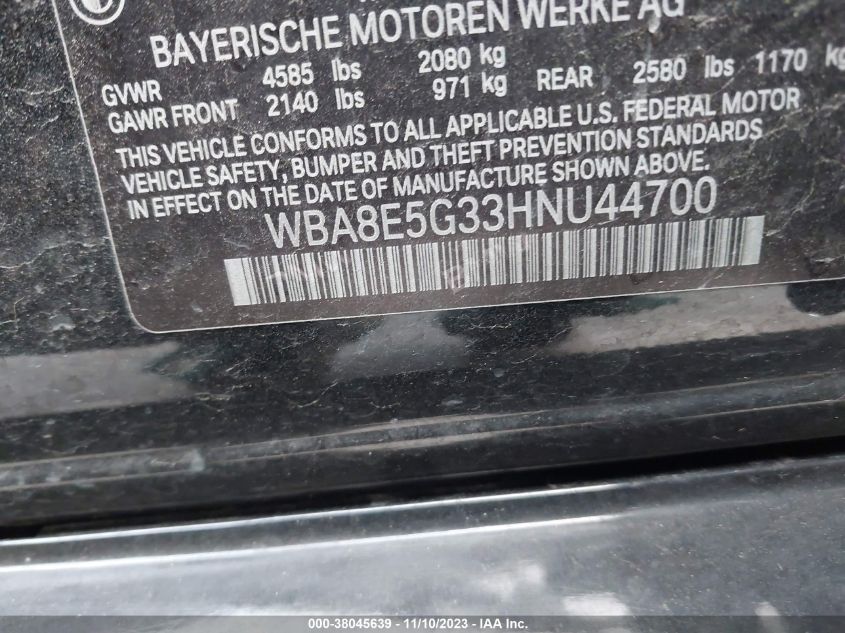 BAYERISCHE MOTOREN WERKE AG
GVWR 4585 lbs 2080 kg
GAWR FRONT 2140 lbs 971 kg REAR 2580 lbs 1170 kg
THIS VEHICLE CONFORMS TO ALL APPLICABLE U.S. FEDERAL MOTOR
VEHICLE SAFETY, BUMPER AND THEFT PREVENTION STANDARDS
IN EFFECT ON THE DATE OF MANUFACTURE SHOWN ABOVE.
WBA8E5G33HNU44700
000-38045639 - 11/10/2023 - IAA Inc.